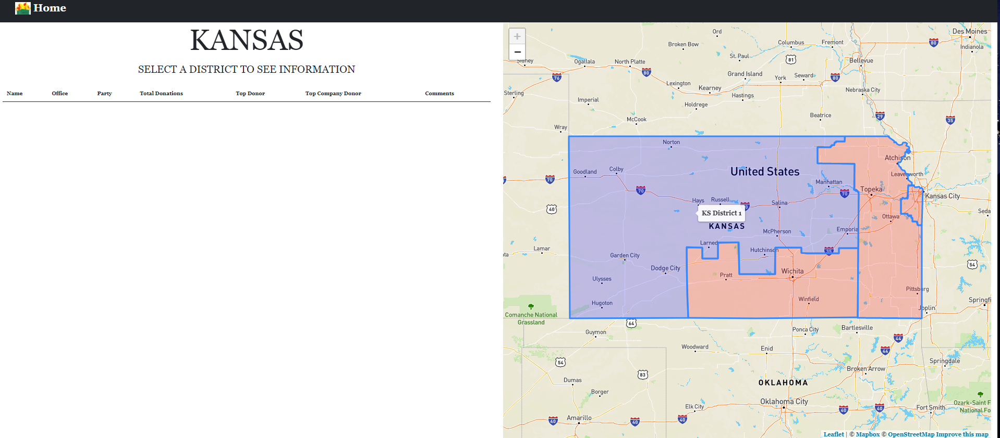 Home
KANSAS
SELECT A DISTRICT TO SEE INFORMATION
Name Office Party Total Donations Top Donor Top Company Donor Comments
+
−
Ord
Des Moines
Broken Bow
Columbus
Fremont
80
Indianola
St. Paul
81
Sidney
Ogallala
North Platte
Bellevue
80
76
Grand Island
York
Seward
80
Lexington
Kearney
Nebraska City
Sterling
Imperial
Hastings
Holdrege
Beatrice
29
35
McCook
Wray
Norton
Atchison
Goodland
Colby
United States
Leavenworth
70
Manhattan
70
Topeka
70
Kansas City
Hays
Russell
Salina
40
KS District 1
Ottawa
Seda
KANSAS
McPherson
Emporia
Larned
Lamar
Hutchinson
35
Garden City
54
Dodge City
Pratt
Wichita
Ulysses
Pittsburg
Hugoton
Winfield
Springfi
Joplin
Comanche National
Grassland
64
Guymon
Ponca City
Bartlesville
44
Woodward
Enid
44
54
Springdale
Broken Arrow
83
Dumas
OKLAHOMA
Borger
Elk City
Oklahoma City
Fort Smith
Ozark-Saint F
National Fo
40
Amarillo
40
40
40
40
Leaflet | © Mapbox © OpenStreetMap Improve this map